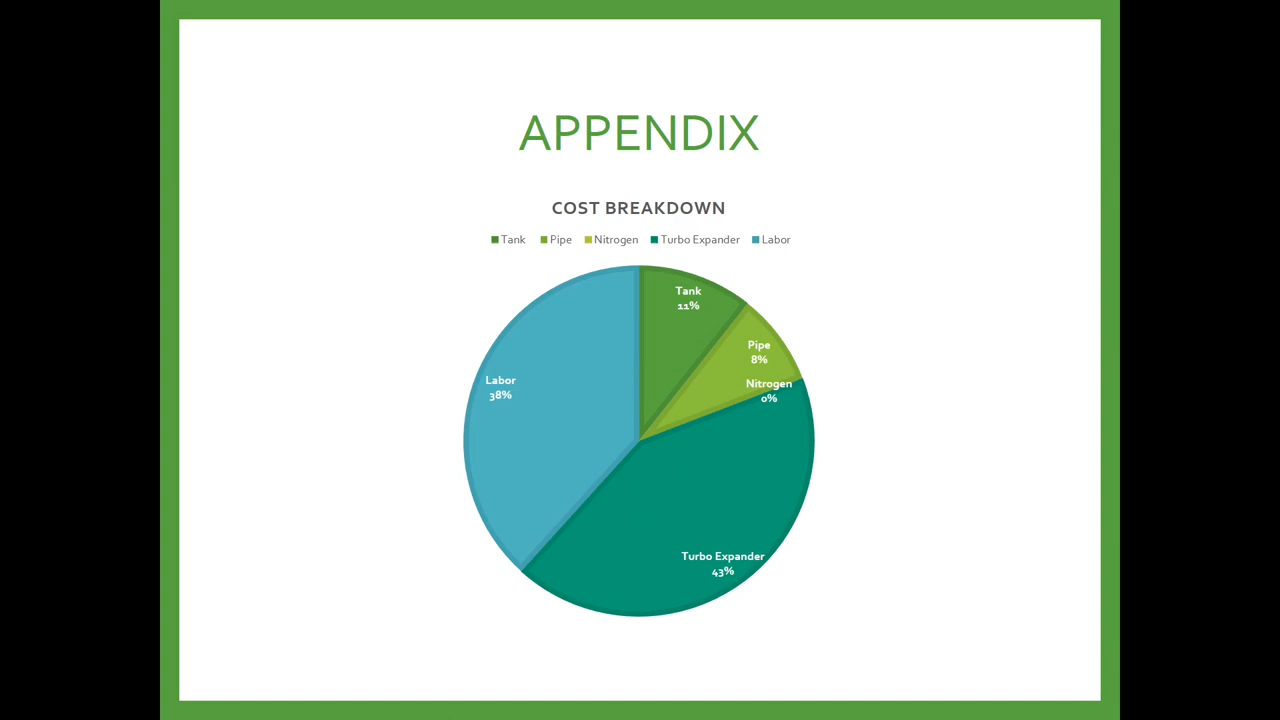 APPENDIX
COST BREAKDOWN
Tank Pipe Nitrogen Turbo Expander Labor
Tank
11%
Pipe
8%
Nitrogen
0%
Labor
38%
Turbo Expander
43%